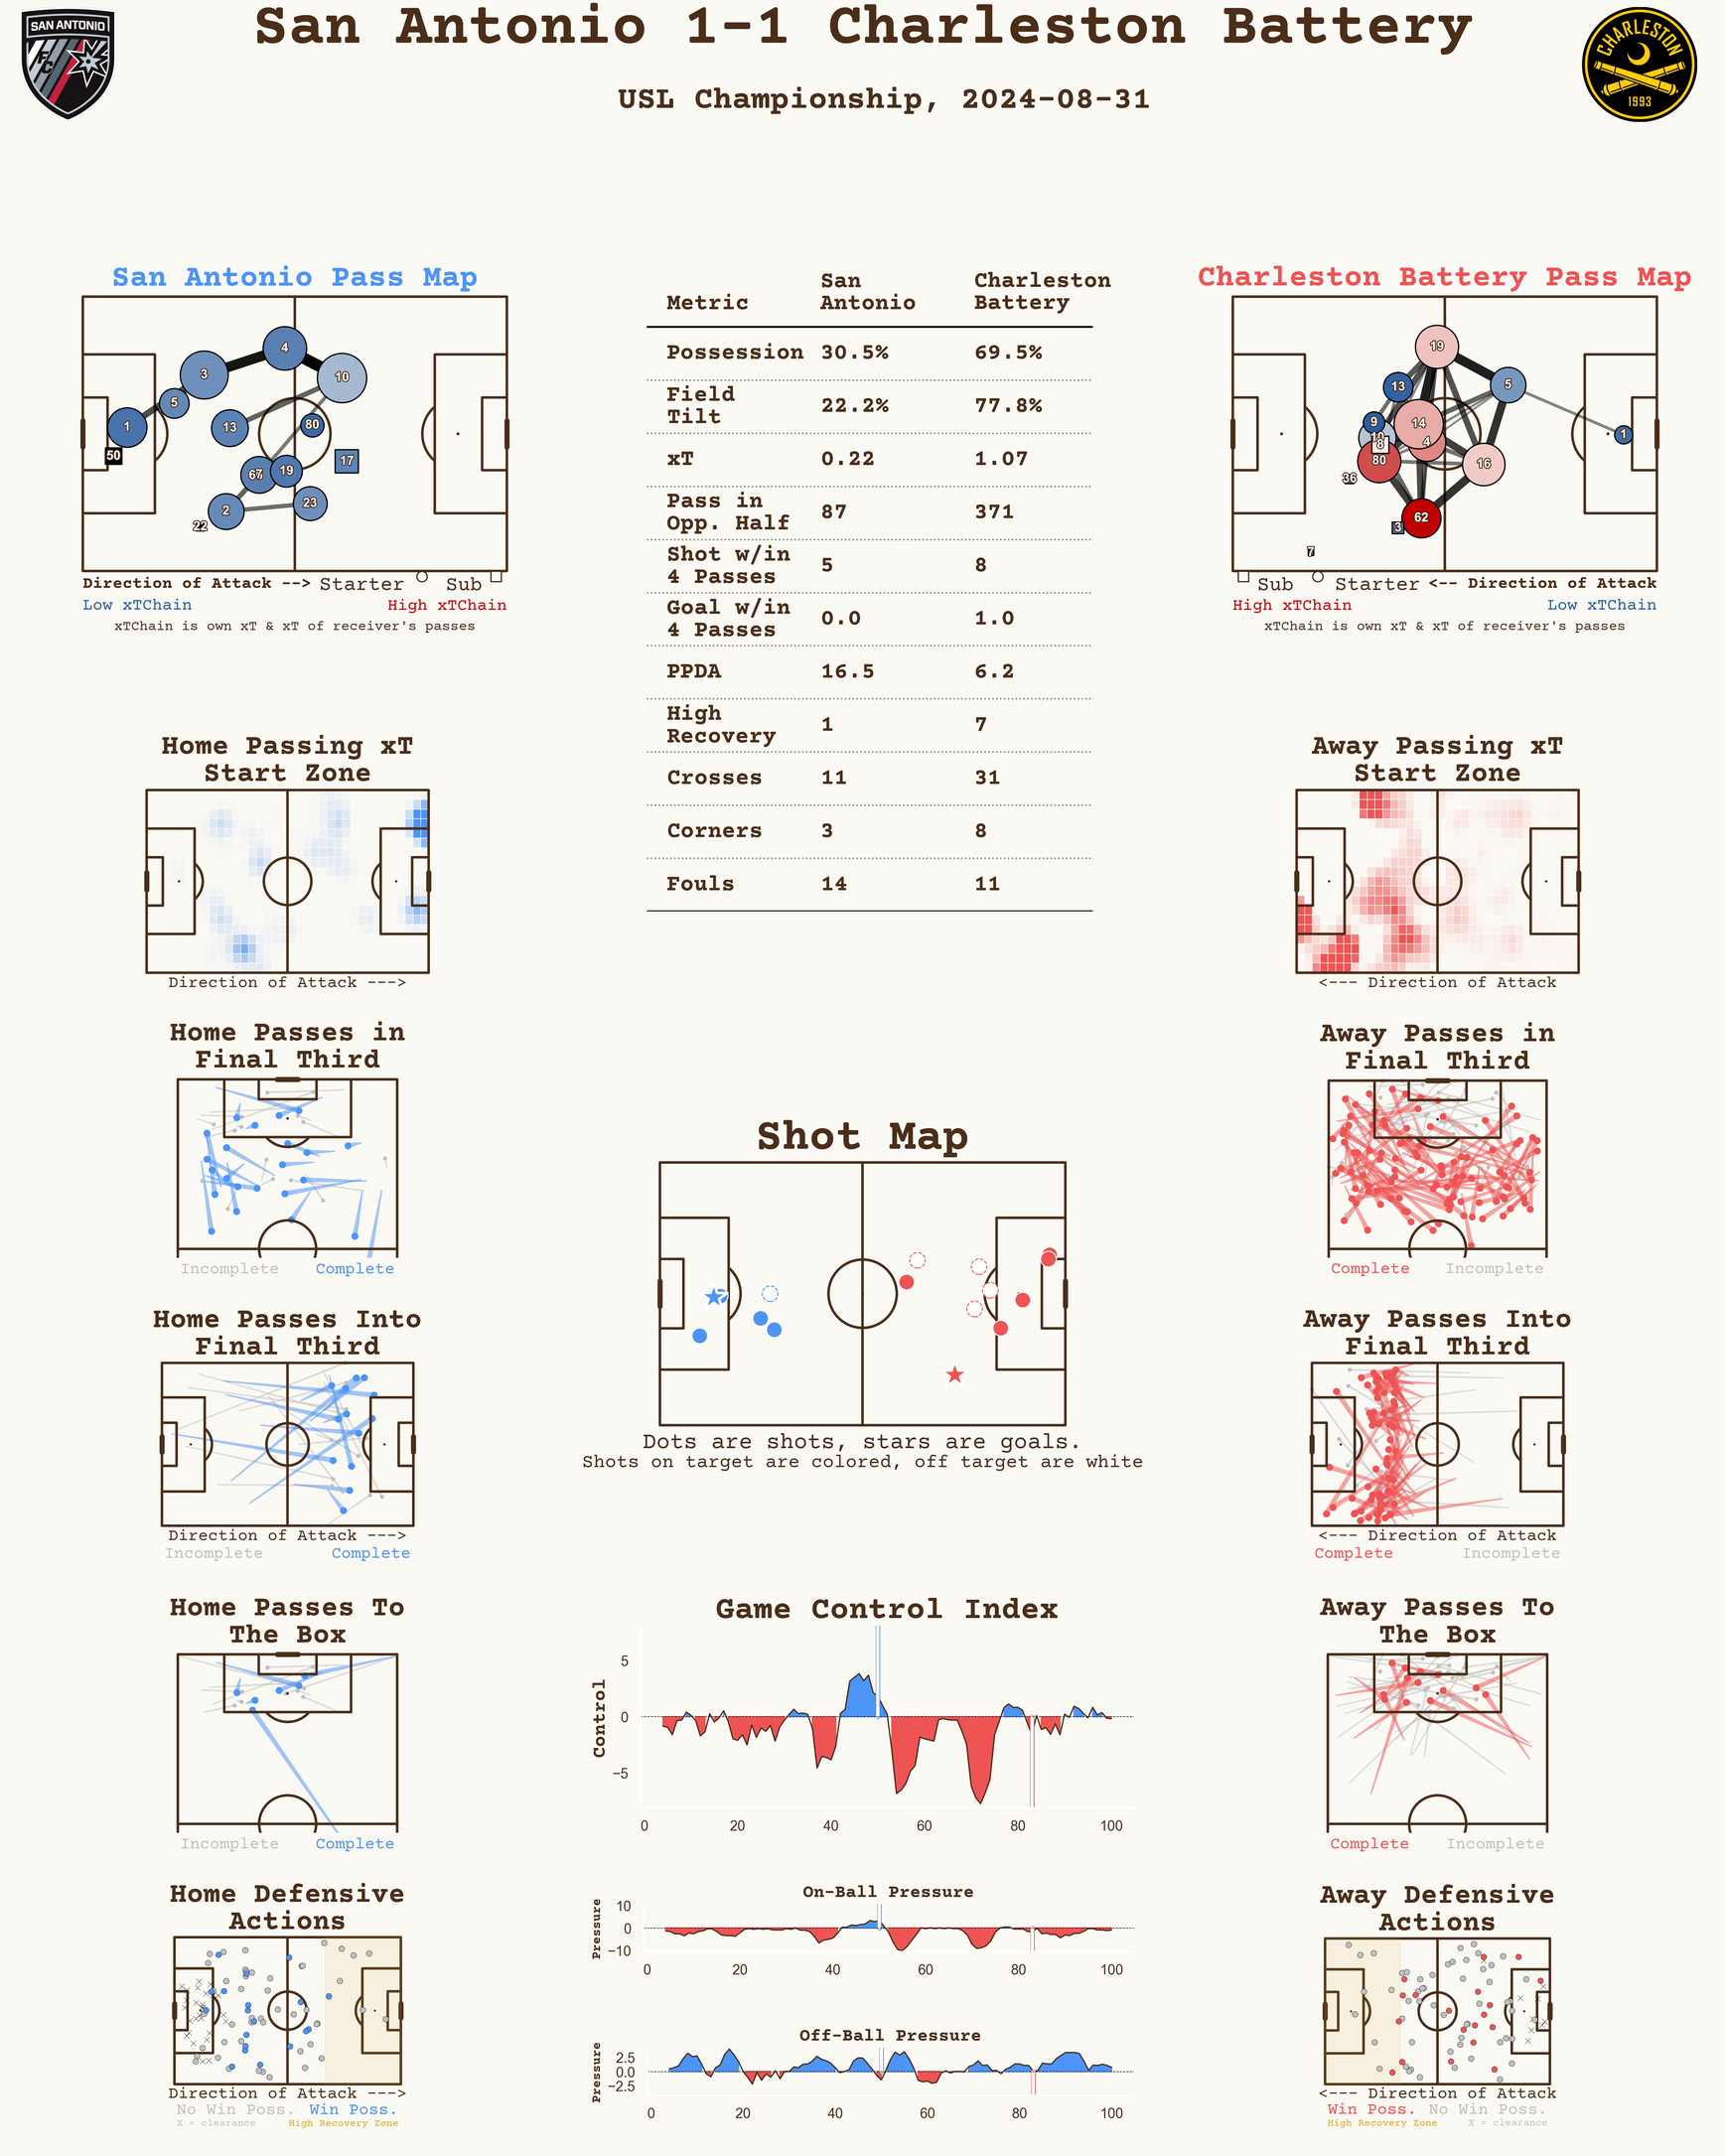 San Antonio 1-1 Charleston Battery
SAN ANTONIO
FC
CHARLESTON
1993
USL Championship, 2024-08-31
San Antonio Pass Map
4
3
10
5
1
13
80
50
17
67
19
2
23
22
Direction of Attack --> Starter Sub
Low xTChain High xTChain
xTChain is own xT & xT of receiver's passes
Metric San Antonio Charleston Battery
Possession 30.5% 69.5%
Field Tilt 22.2% 77.8%
xT 0.22 1.07
Pass in Opp. Half 87 371
Shot w/in 4 Passes 5 8
Goal w/in 4 Passes 0.0 1.0
PPDA 16.5 6.2
High Recovery 1 7
Crosses 11 31
Corners 3 8
Fouls 14 11
Charleston Battery Pass Map
19
13
5
9
14
1
10
8
4
80
16
36
62
3
7
Sub Starter <-- Direction of Attack
High xTChain Low xTChain
xTChain is own xT & xT of receiver's passes
Home Passing xT
Start Zone
Direction of Attack --->
Away Passing xT
Start Zone
<--- Direction of Attack
Home Passes in
Final Third
Incomplete Complete
Away Passes in
Final Third
Complete Incomplete
Shot Map
Dots are shots, stars are goals.
Shots on target are colored, off target are white
Home Passes Into
Final Third
Direction of Attack --->
Incomplete Complete
Away Passes Into
Final Third
<--- Direction of Attack
Complete Incomplete
Home Passes To
The Box
Incomplete Complete
Game Control Index
Control
5
0
−5
0 20 40 60 80 100
Away Passes To
The Box
Complete Incomplete
Home Defensive
Actions
Direction of Attack --->
No Win Poss. Win Poss.
X = clearance High Recovery Zone
On-Ball Pressure
Pressure
10
0
−10
0 20 40 60 80 100
Off-Ball Pressure
Pressure
2.5
0.0
−2.5
0 20 40 60 80 100
Away Defensive
Actions
<--- Direction of Attack
Win Poss. No Win Poss.
High Recovery Zone X = clearance